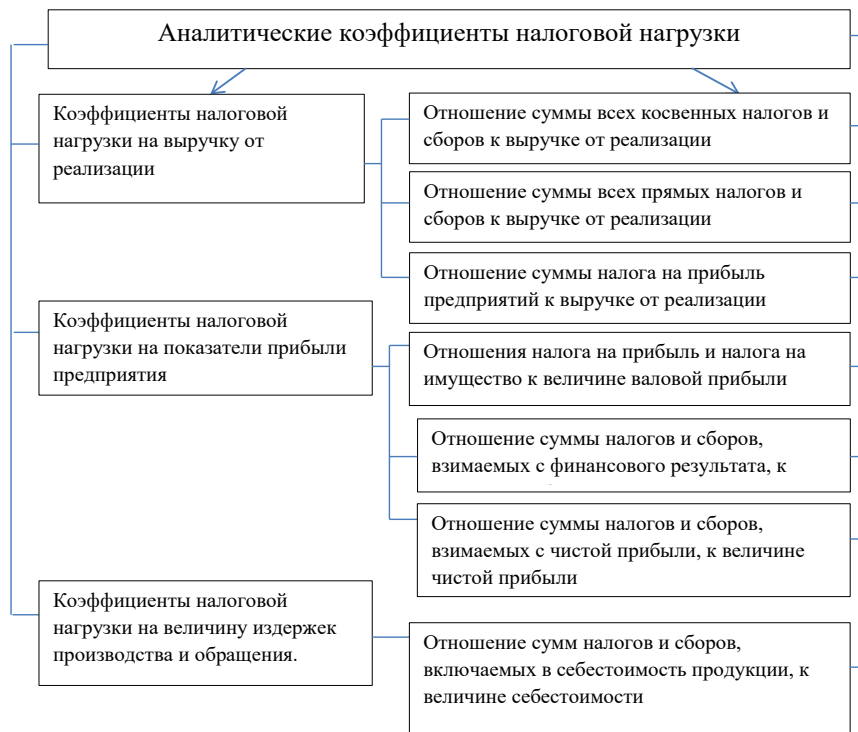 Аналитические коэффициенты налоговой нагрузки
Коэффициенты налоговой
нагрузки на выручку от
реализации
Отношение суммы всех косвенных налогов и
сборов к выручке от реализации
Отношение суммы всех прямых налогов и
сборов к выручке от реализации
Отношение суммы налога на прибыль
предприятий к выручке от реализации
Коэффициенты налоговой
нагрузки на показатели прибыли
предприятия
Отношения налога на прибыль и налога на
имущество к величине валовой прибыли
Отношение суммы налогов и сборов,
взимаемых с финансового результата, к
Отношение суммы налогов и сборов,
взимаемых с чистой прибыли, к величине
чистой прибыли
Коэффициенты налоговой
нагрузки на величину издержек
производства и обращения.
Отношение сумм налогов и сборов,
включаемых в себестоимость продукции, к
величине себестоимости